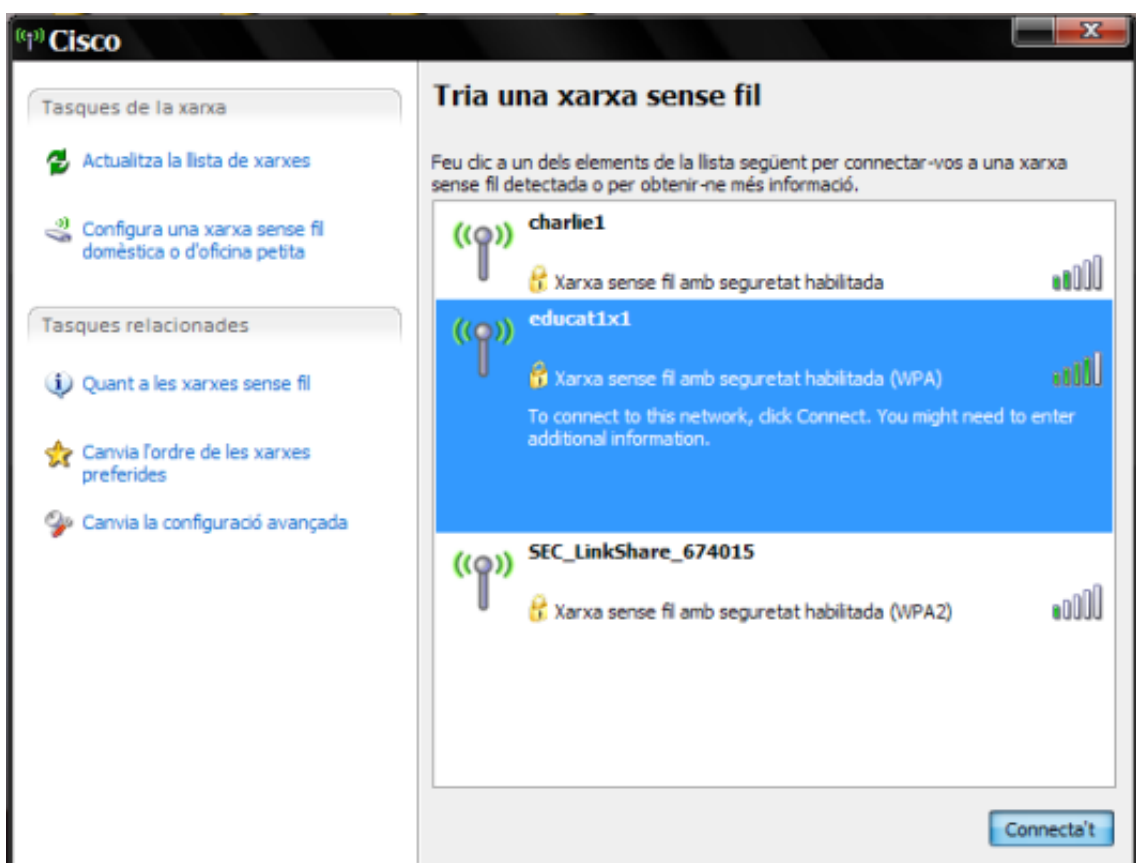 Cisco
Tasques de la xarxa
Actualitza la llista de xarxes
Configura una xarxa sense fil
domèstica o d'oficina petita
Tasques relacionades
Quant a les xarxes sense fil
Canvia l'ordre de les xarxes
preferides
Canvia la configuració avançada
Tria una xarxa sense fil
Feu clic a un dels elements de la llista següent per connectar-vos a una xarxa
sense fil detectada o per obtenir-ne més informació.
charlie1
Xarxa sense fil amb seguretat habilitada
educat1x1
Xarxa sense fil amb seguretat habilitada (WPA)
To connect to this network, click Connect. You might need to enter
additional information.
SEC_LinkShare_674015
Xarxa sense fil amb seguretat habilitada (WPA2)
Connecta't